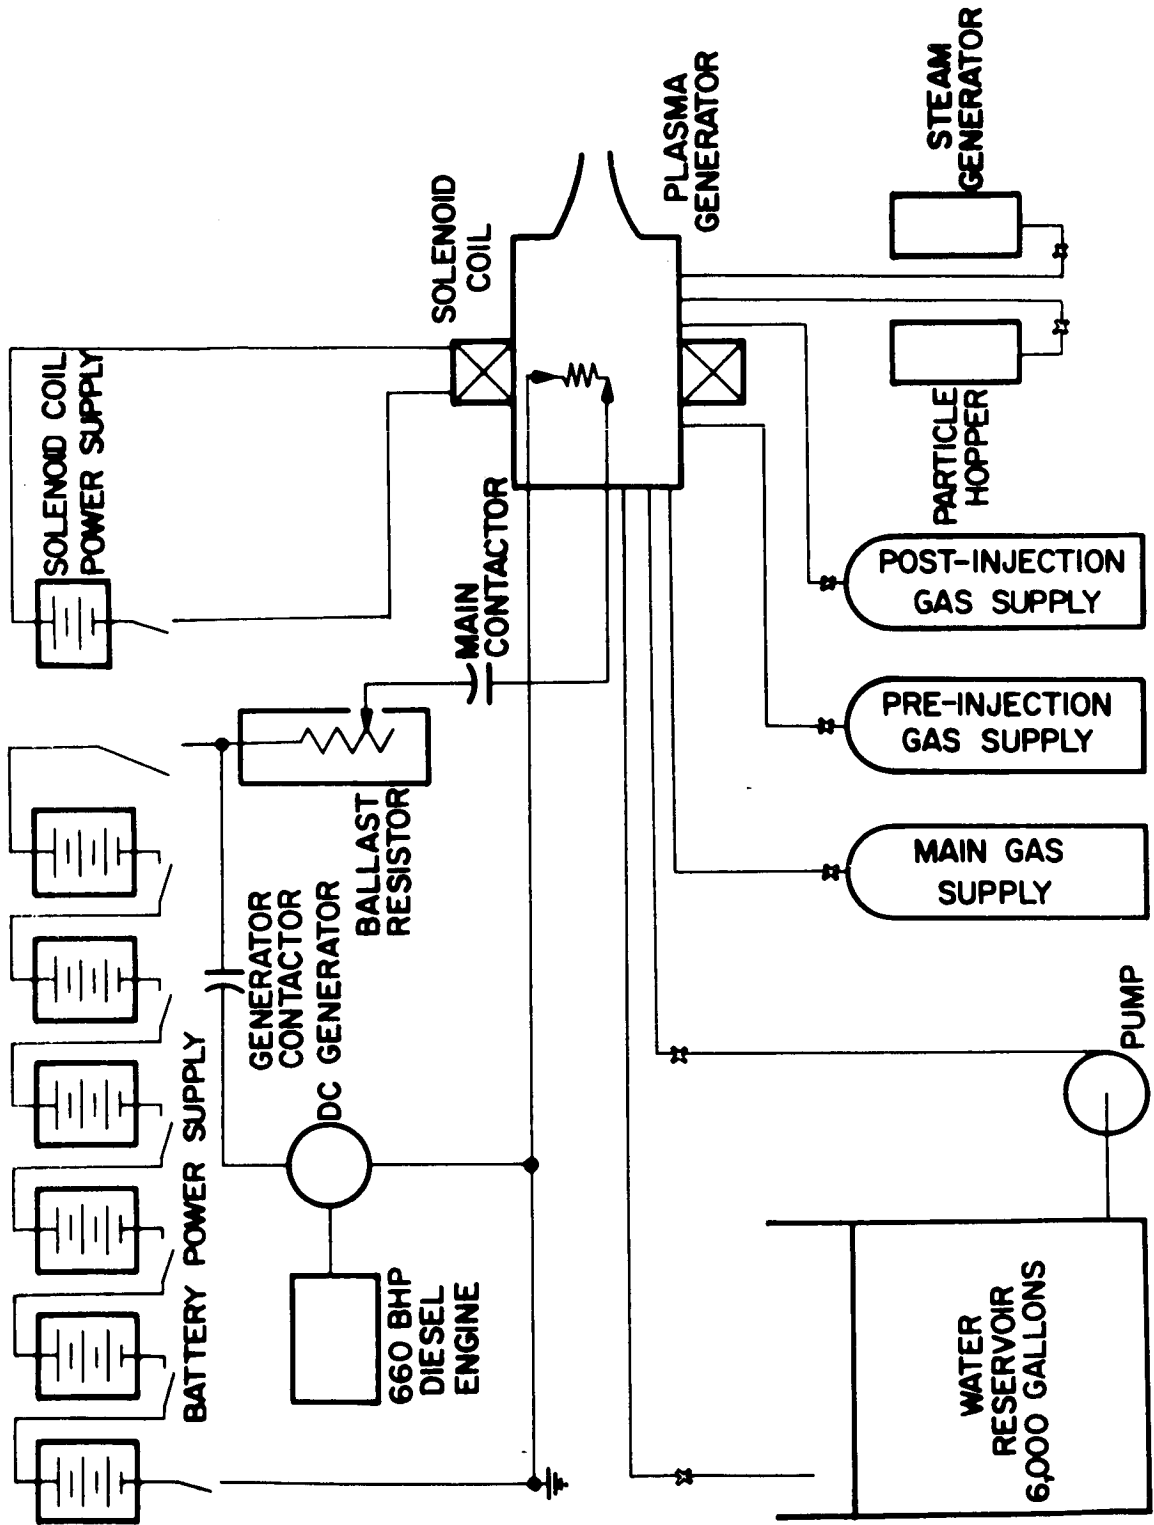 SOLENOID COIL
POWER SUPPLY
BATTERY POWER SUPPLY
SOLENOID
COIL
PLASMA
GENERATOR
STEAM
GENERATOR
PARTICLE
HOPPER
MAIN
CONTACTOR
BALLAST
RESISTOR
GENERATOR
CONTACTOR
DC GENERATOR
660 BHP
DIESEL
ENGINE
POST-INJECTION
GAS SUPPLY
PRE-INJECTION
GAS SUPPLY
MAIN GAS
SUPPLY
PUMP
WATER
RESERVOIR
6,000 GALLONS